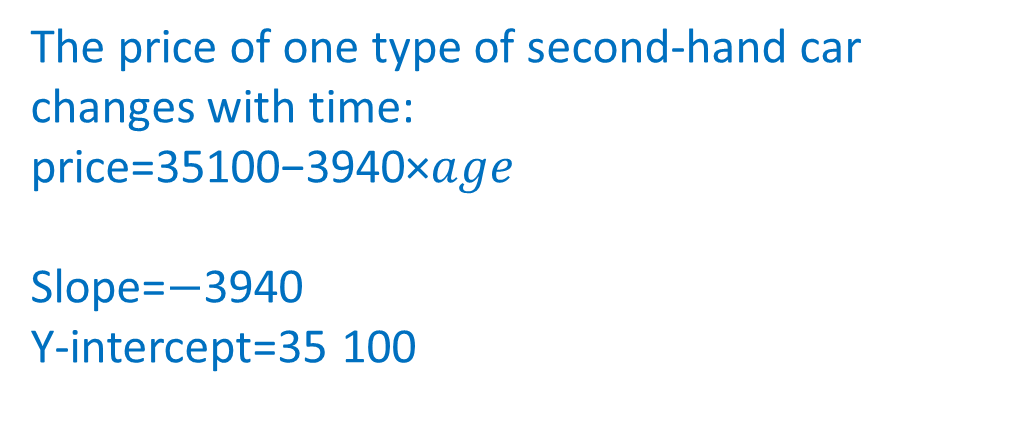 The price of one type of second-hand car
changes with time:
price=35100−3940×𝑎𝑔𝑒
Slope=−3940
Y-intercept=35 100